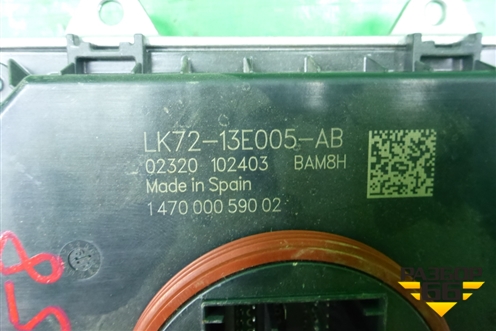 LK72-13E005-AB
02320 102403 BAM8H
Made in Spain
1 470 000 590 02